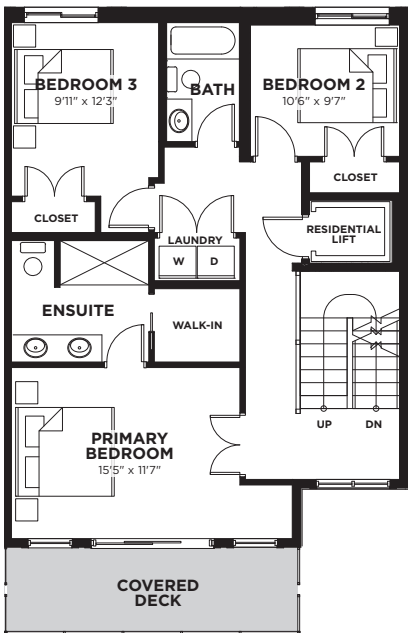 BEDROOM 3
9'11" x 12'3"
BATH
BEDROOM 2
10'6" x 9'7"
CLOSET
CLOSET
RESIDENTIAL
LIFT
LAUNDRY
W D
ENSUITE
WALK-IN
UP DN
PRIMARY
BEDROOM
15'5" x 11'7"
COVERED
DECK